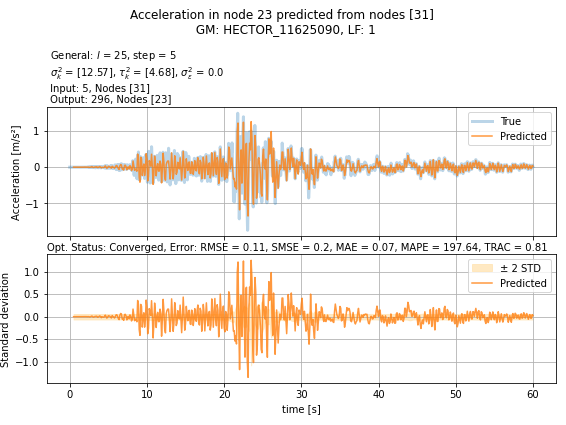 Acceleration in node 23 predicted from nodes [31]
GM: HECTOR_11625090, LF: 1
General: l = 25, step = 5
σ²ₖ = [12.57], τ²ₖ = [4.68], σ²ε = 0.0
Input: 5, Nodes [31]
Output: 296, Nodes [23]
Acceleration [m/s²]
1
0
−1
True
Predicted
Opt. Status: Converged, Error: RMSE = 0.11, SMSE = 0.2, MAE = 0.07, MAPE = 197.64, TRAC = 0.81
Standard deviation
1.0
0.5
0.0
−0.5
−1.0
± 2 STD
Predicted
0 10 20 30 40 50 60
time [s]